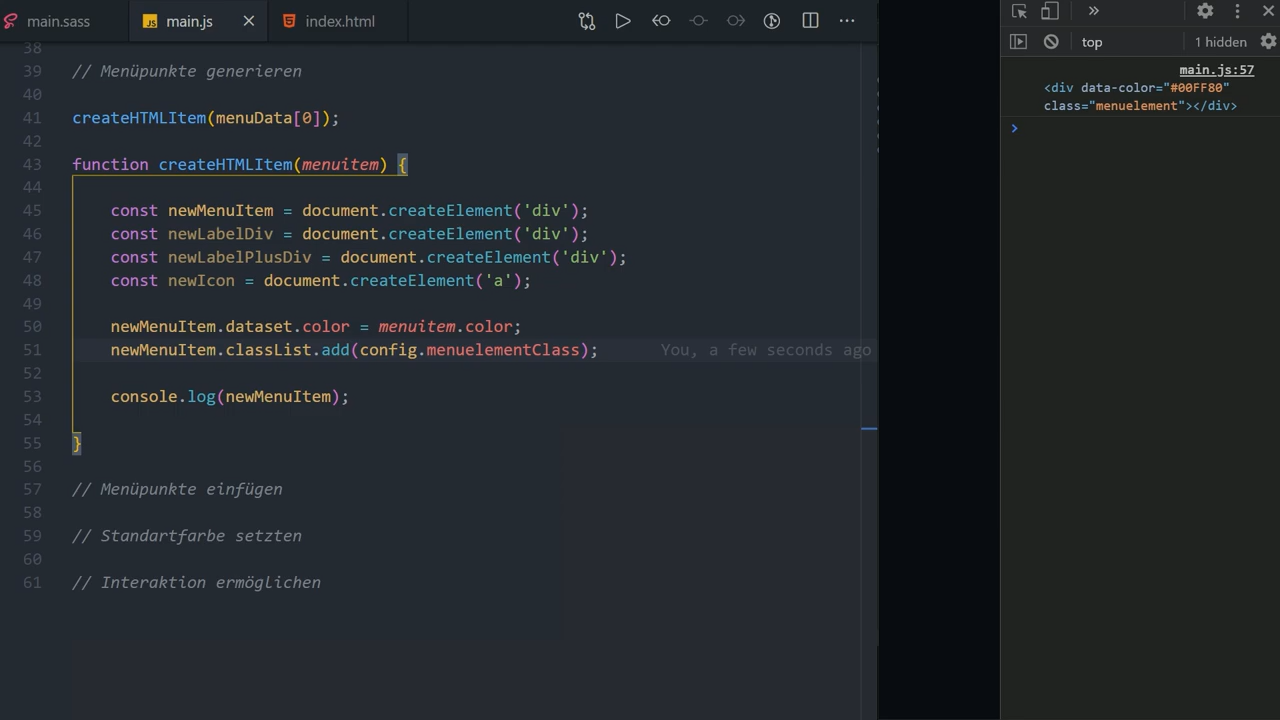 main.sass
main.js
index.html
38
39 // Menüpunkte generieren
40
41 createHTMLItem(menuData[0]);
42
43 function createHTMLItem(menuitem) {
44
45 const newMenuItem = document.createElement('div');
46 const newLabelDiv = document.createElement('div');
47 const newLabelPlusDiv = document.createElement('div');
48 const newIcon = document.createElement('a');
49
50 newMenuItem.dataset.color = menuitem.color;
51 newMenuItem.classList.add(config.menuelementClass); You, a few seconds ago
52
53 console.log(newMenuItem);
54
55 }
56
57 // Menüpunkte einfügen
58
59 // Standartfarbe setzten
60
61 // Interaktion ermöglichen
top 1 hidden
main.js:57
<div data-color="#00FF80"
class="menuelement"></div>